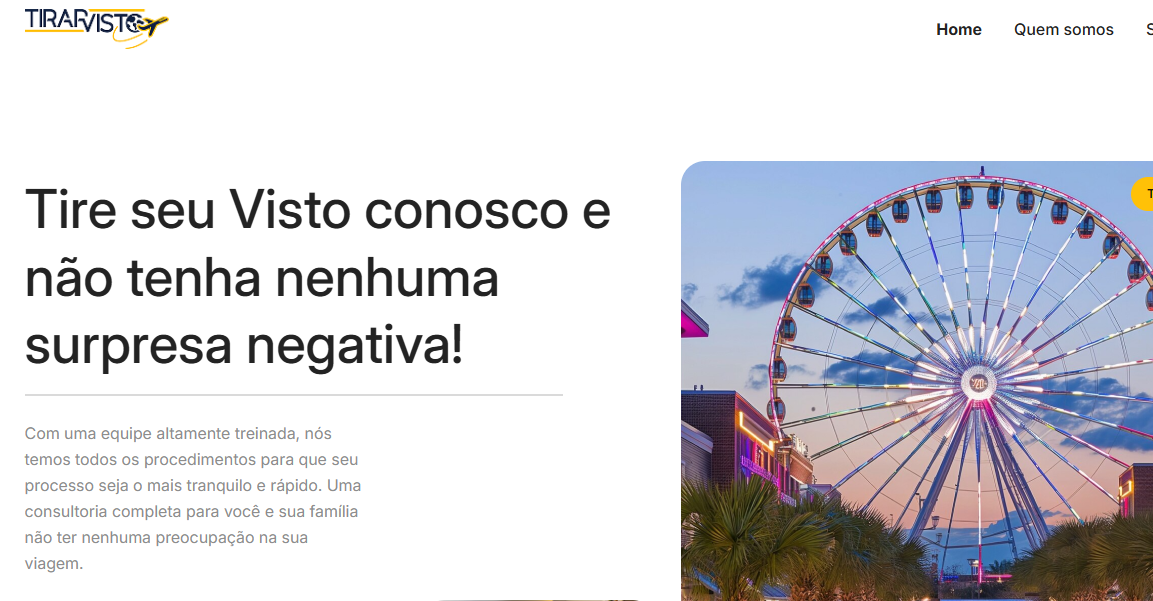 TIRARVISTO
Home
Quem somos
S
Tire seu Visto conosco e
não tenha nenhuma
surpresa negativa!
T
Com uma equipe altamente treinada, nós
temos todos os procedimentos para que seu
processo seja o mais tranquilo e rápido. Uma
consultoria completa para você e sua família
não ter nenhuma preocupação na sua
viagem.